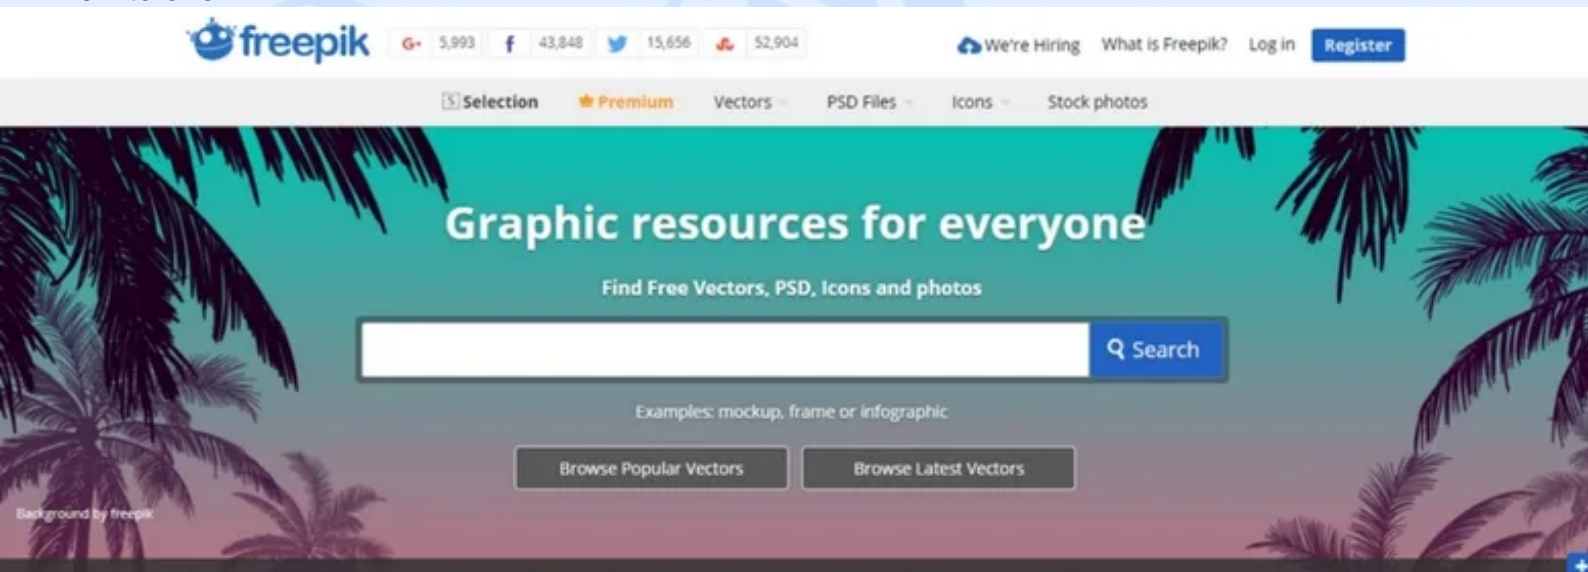 freepik G+ 5,993 f 43,848 15,656 52,904 We're Hiring What is Freepik? Log in Register
S Selection Premium Vectors PSD Files Icons Stock photos
Graphic resources for everyone
Find Free Vectors, PSD, Icons and photos
Search
Examples: mockup, frame or infographic
Browse Popular Vectors Browse Latest Vectors
Background by freepik